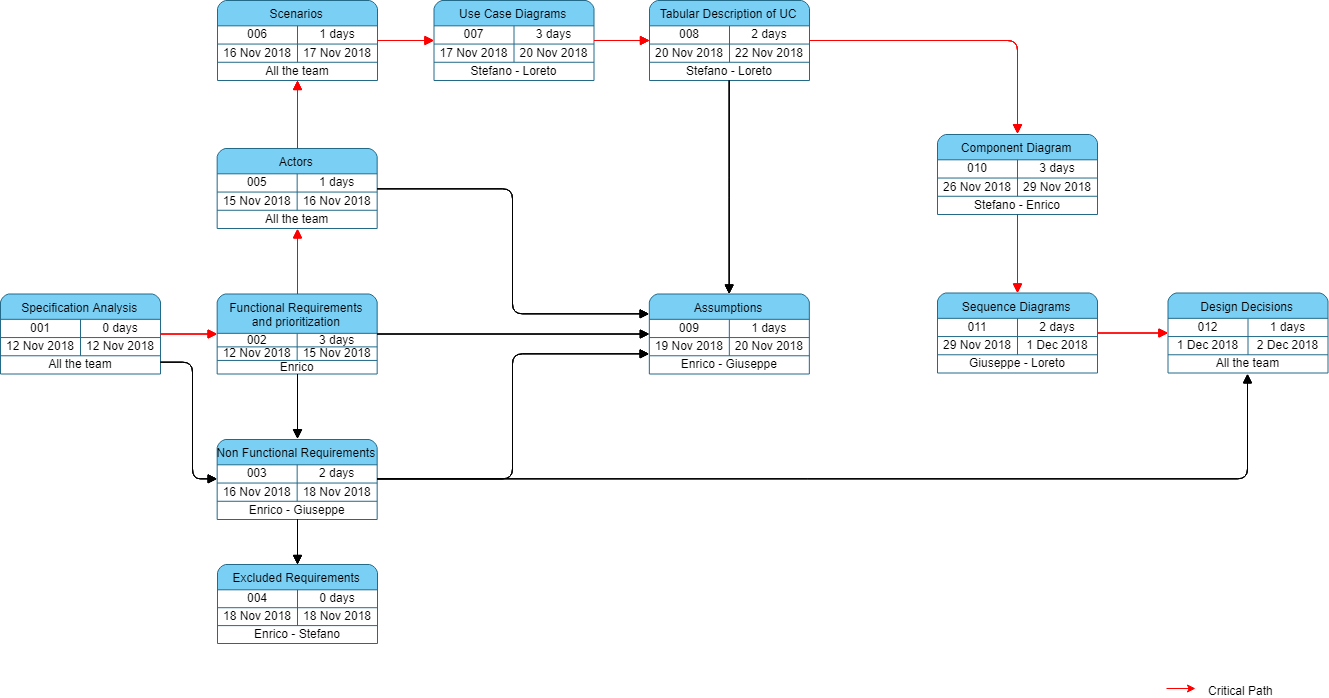 Scenarios
006 1 days
16 Nov 2018 17 Nov 2018
All the team
Use Case Diagrams
007 3 days
17 Nov 2018 20 Nov 2018
Stefano - Loreto
Tabular Description of UC
008 2 days
20 Nov 2018 22 Nov 2018
Stefano - Loreto
Component Diagram
010 3 days
26 Nov 2018 29 Nov 2018
Stefano - Enrico
Actors
005 1 days
15 Nov 2018 16 Nov 2018
All the team
Specification Analysis
001 0 days
12 Nov 2018 12 Nov 2018
All the team
Functional Requirements
and prioritization
002 3 days
12 Nov 2018 15 Nov 2018
Enrico
Assumptions
009 1 days
19 Nov 2018 20 Nov 2018
Enrico - Giuseppe
Sequence Diagrams
011 2 days
29 Nov 2018 1 Dec 2018
Giuseppe - Loreto
Design Decisions
012 1 days
1 Dec 2018 2 Dec 2018
All the team
Non Functional Requirements
003 2 days
16 Nov 2018 18 Nov 2018
Enrico - Giuseppe
Excluded Requirements
004 0 days
18 Nov 2018 18 Nov 2018
Enrico - Stefano
Critical Path